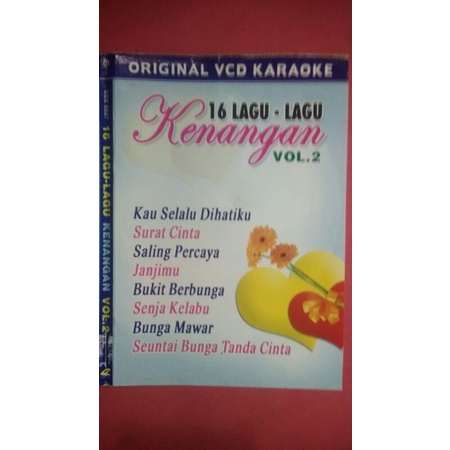 ORIGINAL VCD KARAOKE
16 LAGU - LAGU
Kenangan
VOL.2
Kau Selalu Dihatiku
Surat Cinta
Saling Percaya
Janjimu
Bukit Berbunga
Senja Kelabu
Bunga Mawar
Seuntai Bunga Tanda Cinta
16 LAGU-LAGU KENANGAN VOL.2